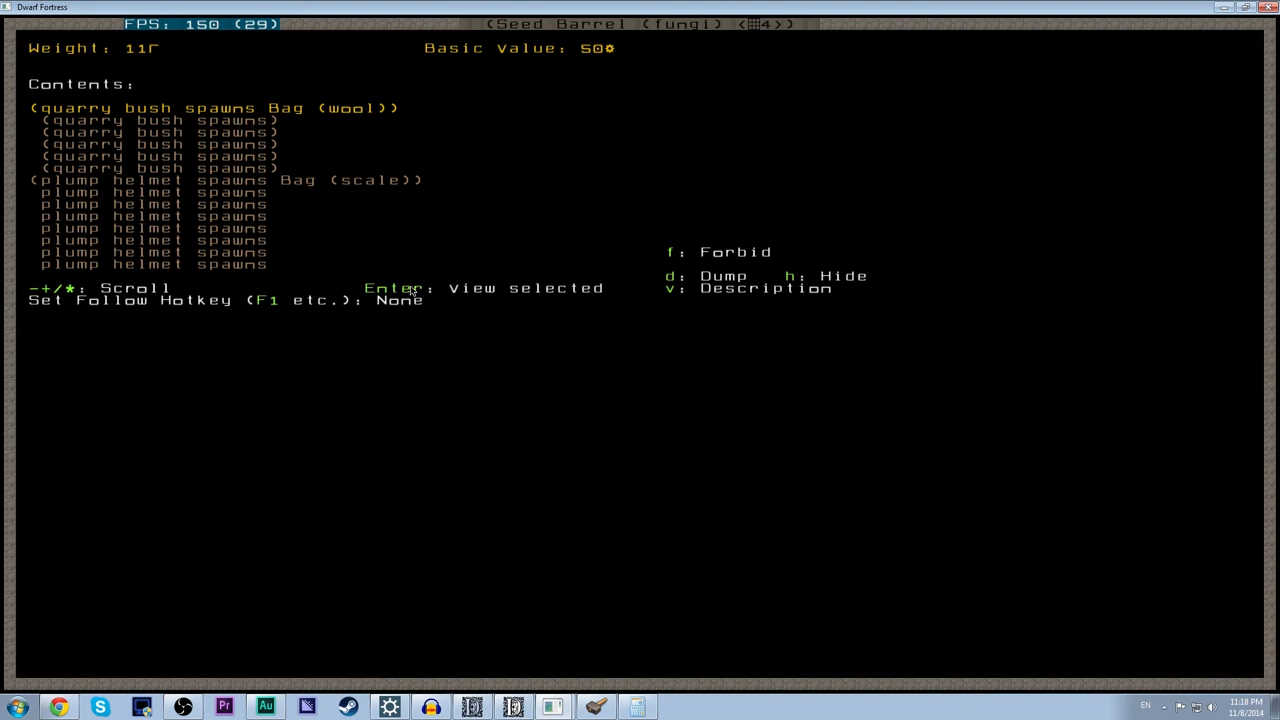 Dwarf Fortress
FPS: 150 (29) (Seed Barrel (fungi) <#4>)
Weight: 11Γ Basic Value: 50☼
Contents:
(quarry bush spawns Bag (wool))
(quarry bush spawns)
(quarry bush spawns)
(quarry bush spawns)
(quarry bush spawns)
(quarry bush spawns)
(plump helmet spawns Bag (scale))
plump helmet spawns
plump helmet spawns
plump helmet spawns
plump helmet spawns
plump helmet spawns
plump helmet spawns
plump helmet spawns
f: Forbid
d: Dump h: Hide
-+/*: Scroll Enter: View selected v: Description
Set Follow Hotkey (F1 etc.): None
Pr Au
EN 11:18 PM
11/8/2014